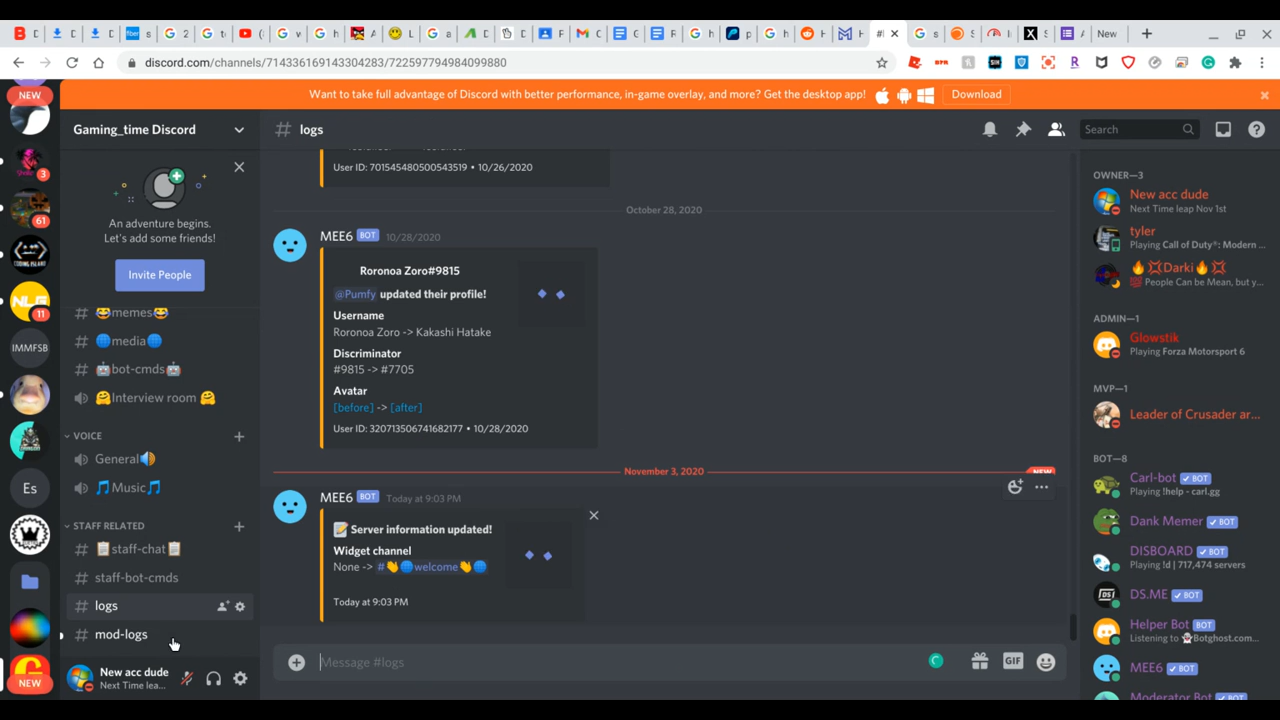 discord.com/channels/714336169143304283/722597794984099880
Want to take full advantage of Discord with better performance, in-game overlay, and more? Get the desktop app!
Download
NEW
3
61
NLG
11
IMMFSB
Es
NEW
Gaming_time Discord
An adventure begins.
Let's add some friends!
Invite People
# 😂memes😂
# 🌐media🌐
# 🤖bot-cmds🤖
🤗Interview room 🤗
VOICE
General🔊
🎵Music🎵
STAFF RELATED
# 📋staff-chat📋
# staff-bot-cmds
# logs
# mod-logs
New acc dude
Next Time lea...
# logs
Search
User ID: 701545480500543519 • 10/26/2020
October 28, 2020
MEE6 BOT 10/28/2020
Roronoa Zoro#9815
@Pumfy updated their profile!
Username
Roronoa Zoro -> Kakashi Hatake
Discriminator
#9815 -> #7705
Avatar
[before] -> [after]
User ID: 320713506741682177 • 10/28/2020
November 3, 2020
NEW
MEE6 BOT Today at 9:03 PM
📝 Server information updated!
Widget channel
None -> #👋🌐welcome👋🌐
Today at 9:03 PM
Message #logs
GIF
OWNER—3
New acc dude
Next Time leap Nov 1st
tyler
Playing Call of Duty®: Modern ...
🔥💢Darki🔥💢
💯People Can be Mean, but y...
ADMIN—1
Glowstik
Playing Forza Motorsport 6
MVP—1
Leader of Crusader ar...
BOT—8
Carl-bot ✓ BOT
Playing !help - carl.gg
Dank Memer ✓ BOT
DISBOARD ✓ BOT
Playing !d | 717,474 servers
DS.ME ✓ BOT
Helper Bot ✓ BOT
Listening to 👻Botghost.com...
MEE6 ✓ BOT
Moderator Bot ✓ BOT